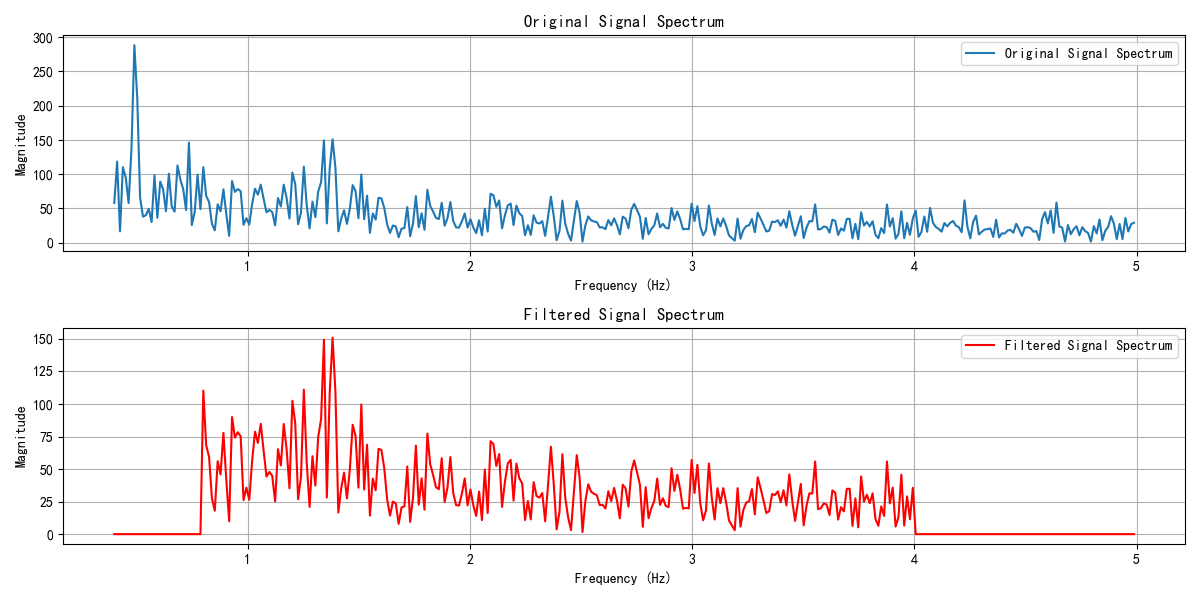 Original Signal Spectrum
300
250
200
150
100
50
0
Magnitude
Original Signal Spectrum
1 2 3 4 5
Frequency (Hz)
Filtered Signal Spectrum
150
125
100
75
50
25
0
Magnitude
Filtered Signal Spectrum
1 2 3 4 5
Frequency (Hz)